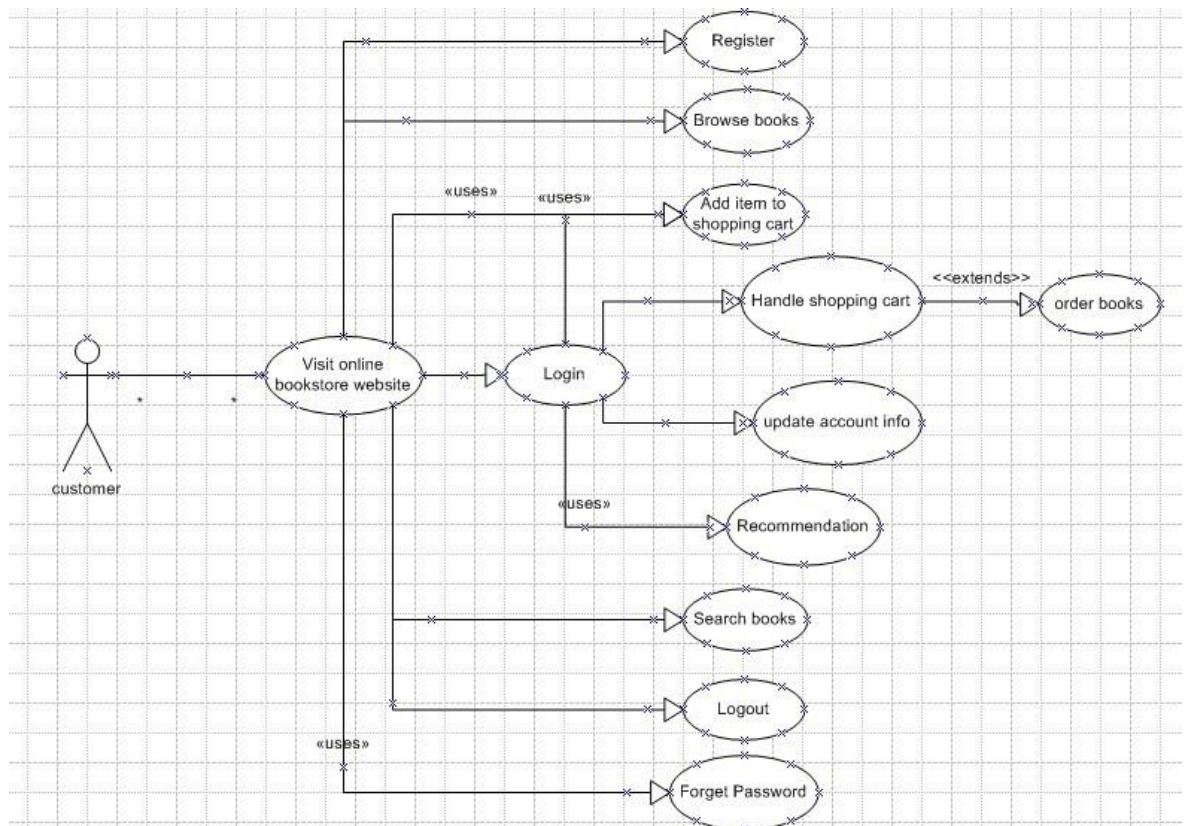 Register
Browse books
«uses»
«uses»
Add item to
shopping cart
Handle shopping cart
<<extends>>
order books
Visit online
bookstore website
Login
*
*
customer
update account info
«uses»
Recommendation
Search books
Logout
«uses»
Forget Password